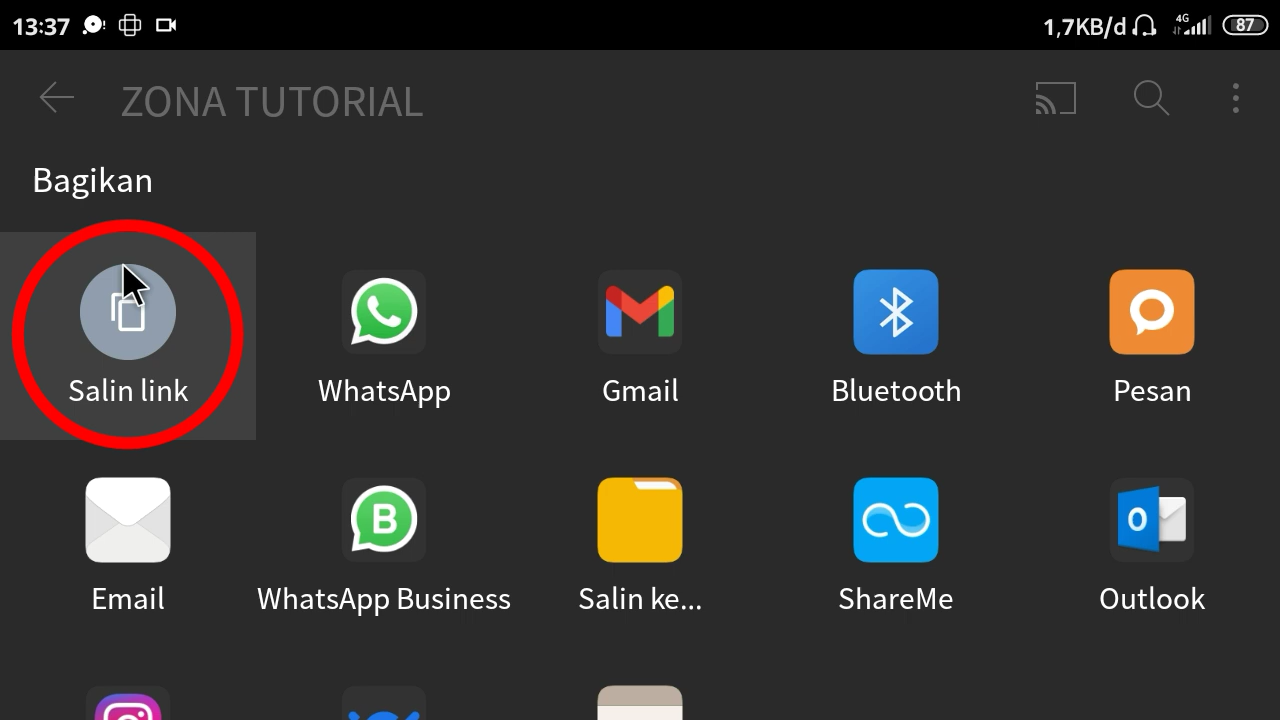 13:37 1,7KB/d 4G 87
ZONA TUTORIAL
Bagikan
Salin link WhatsApp Gmail Bluetooth Pesan
Email WhatsApp Business Salin ke... ShareMe Outlook